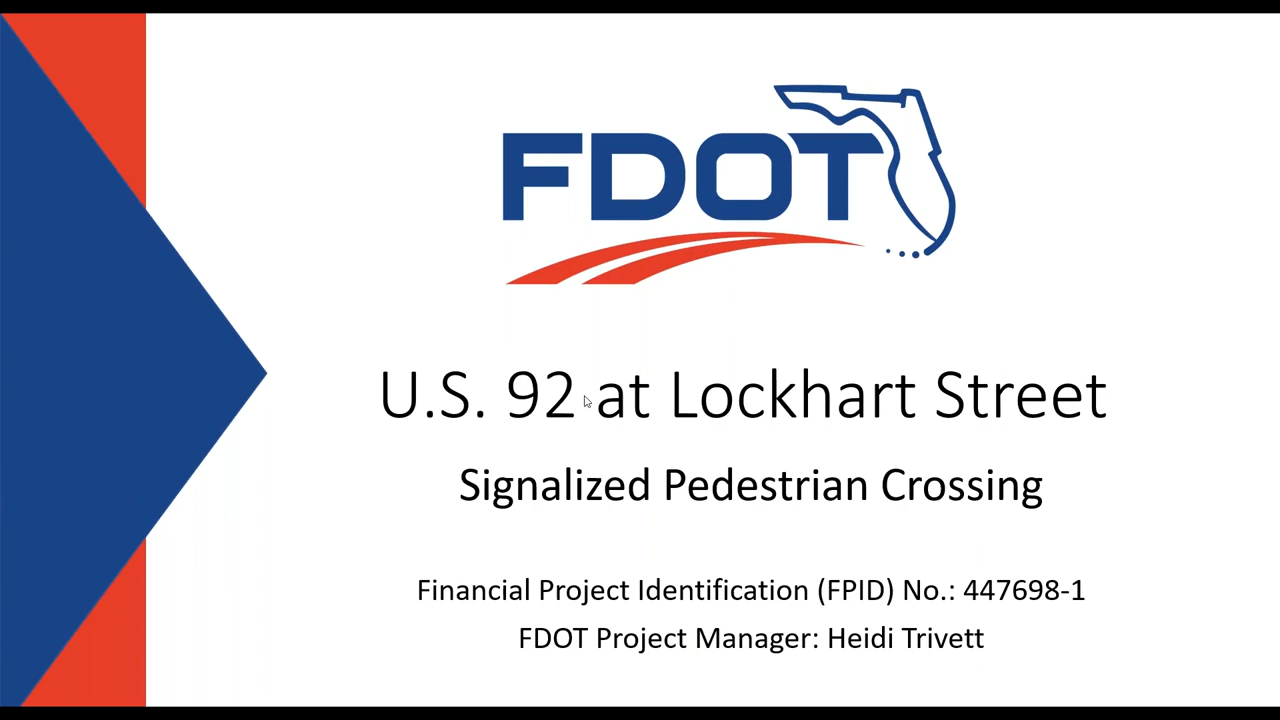 FDOT
U.S. 92 at Lockhart Street
Signalized Pedestrian Crossing
Financial Project Identification (FPID) No.: 447698-1
FDOT Project Manager: Heidi Trivett